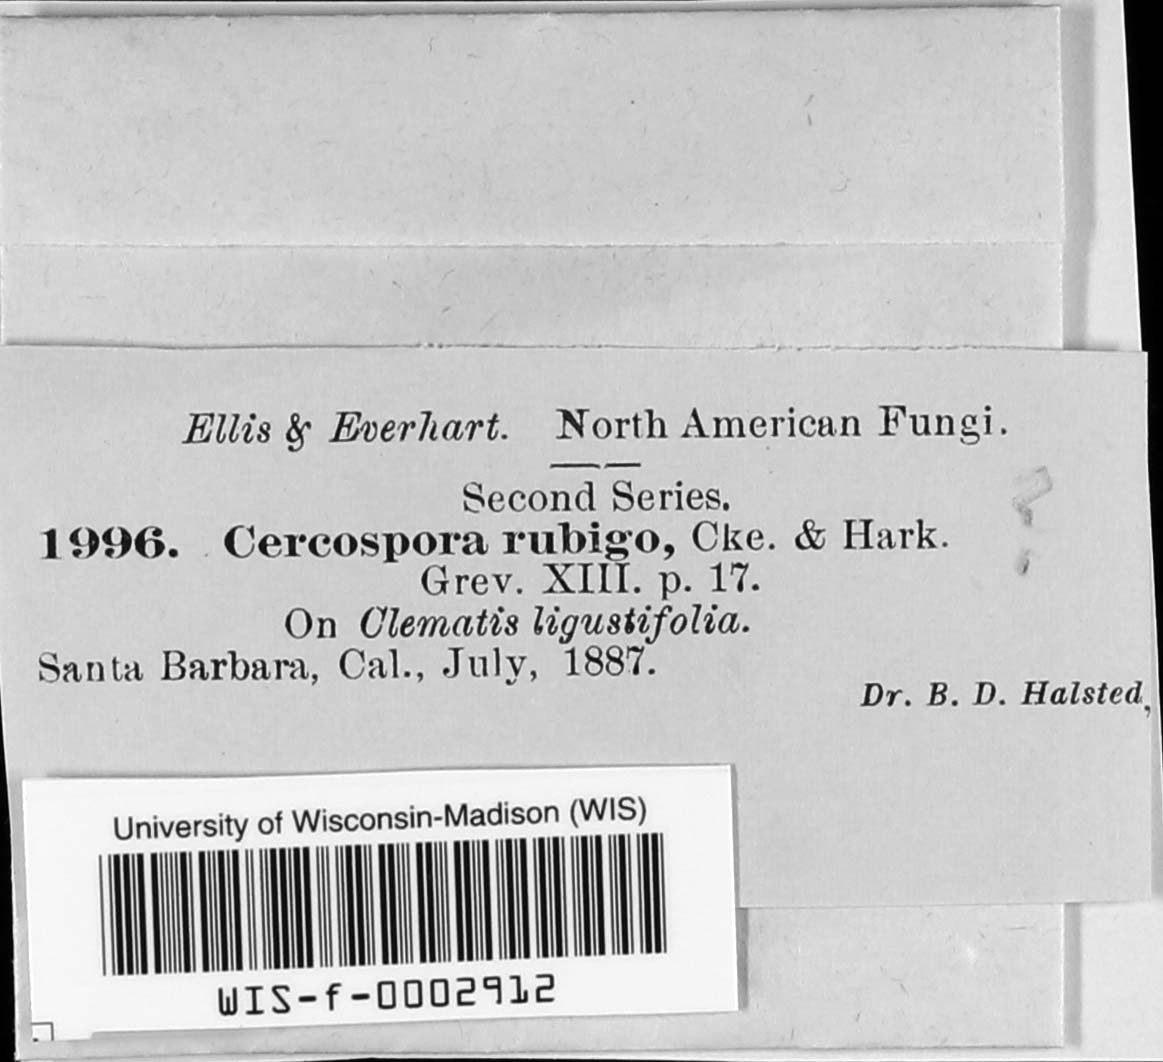 Ellis & Everhart. North American Fungi.
Second Series.
1996. Cercospora rubigo, Cke. & Hark.
Grev. XIII. p. 17.
On Clematis ligustifolia.
Santa Barbara, Cal., July, 1887.
Dr. B. D. Halsted,
?
University of Wisconsin-Madison (WIS)
WIS-f-0002912